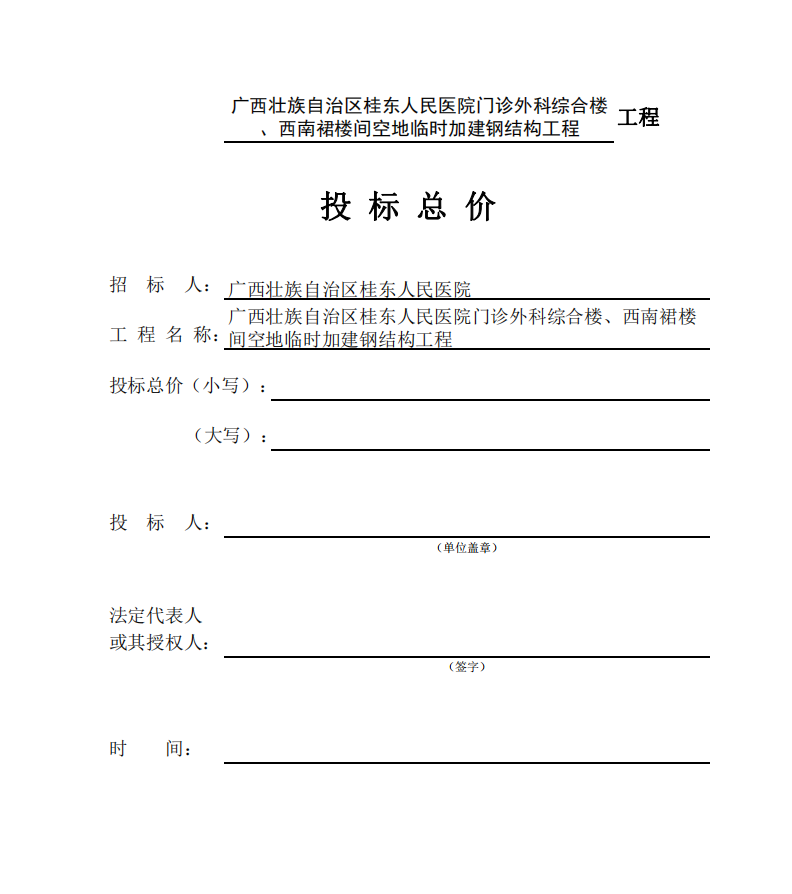 广西壮族自治区桂东人民医院门诊外科综合楼
、西南裙楼间空地临时加建钢结构工程 工程
投标总价
招 标 人：广西壮族自治区桂东人民医院
广西壮族自治区桂东人民医院门诊外科综合楼、西南裙楼
工 程 名 称：间空地临时加建钢结构工程
投标总价（小写）：
（大写）：
投 标 人：
（单位盖章）
法定代表人
或其授权人：
（签字）
时 间：